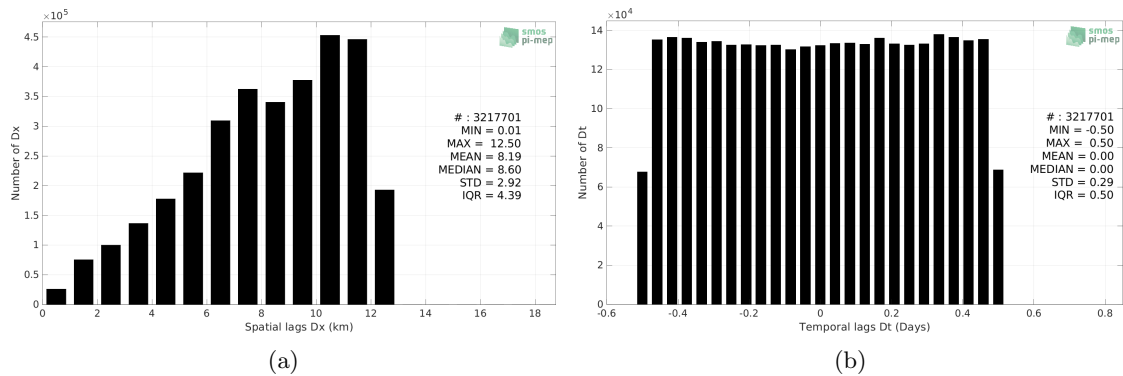 ×10⁵
4.5
4
3.5
3
2.5
2
1.5
1
0.5
0
Number of Dx
smos
pi-mep
# : 3217701
MIN = 0.01
MAX = 12.50
MEAN = 8.19
MEDIAN = 8.60
STD = 2.92
IQR = 4.39
0 2 4 6 8 10 12 14 16 18
Spatial lags Dx (km)
(a)
×10⁴
14
12
10
8
6
4
2
0
Number of Dt
smos
pi-mep
# : 3217701
MIN = -0.50
MAX = 0.50
MEAN = 0.00
MEDIAN = 0.00
STD = 0.29
IQR = 0.50
-0.6 -0.4 -0.2 0 0.2 0.4 0.6 0.8
Temporal lags Dt (Days)
(b)